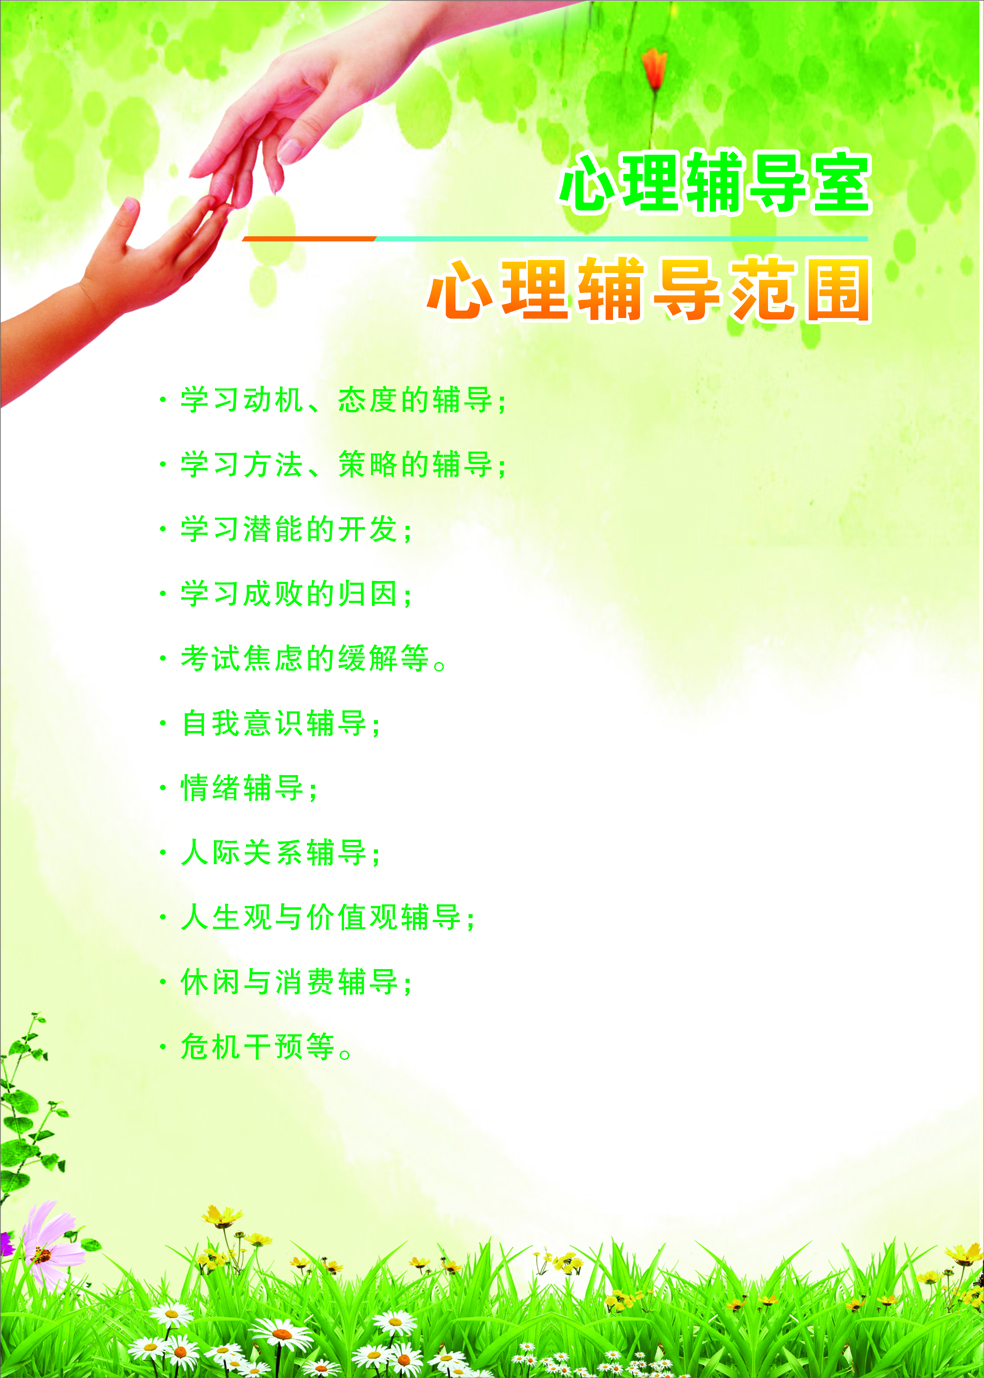 心理辅导室
心理辅导范围
·学习动机、态度的辅导；
·学习方法、策略的辅导；
·学习潜能的开发；
·学习成败的归因；
·考试焦虑的缓解等。
·自我意识辅导；
·情绪辅导；
·人际关系辅导；
·人生观与价值观辅导；
·休闲与消费辅导；
·危机干预等。